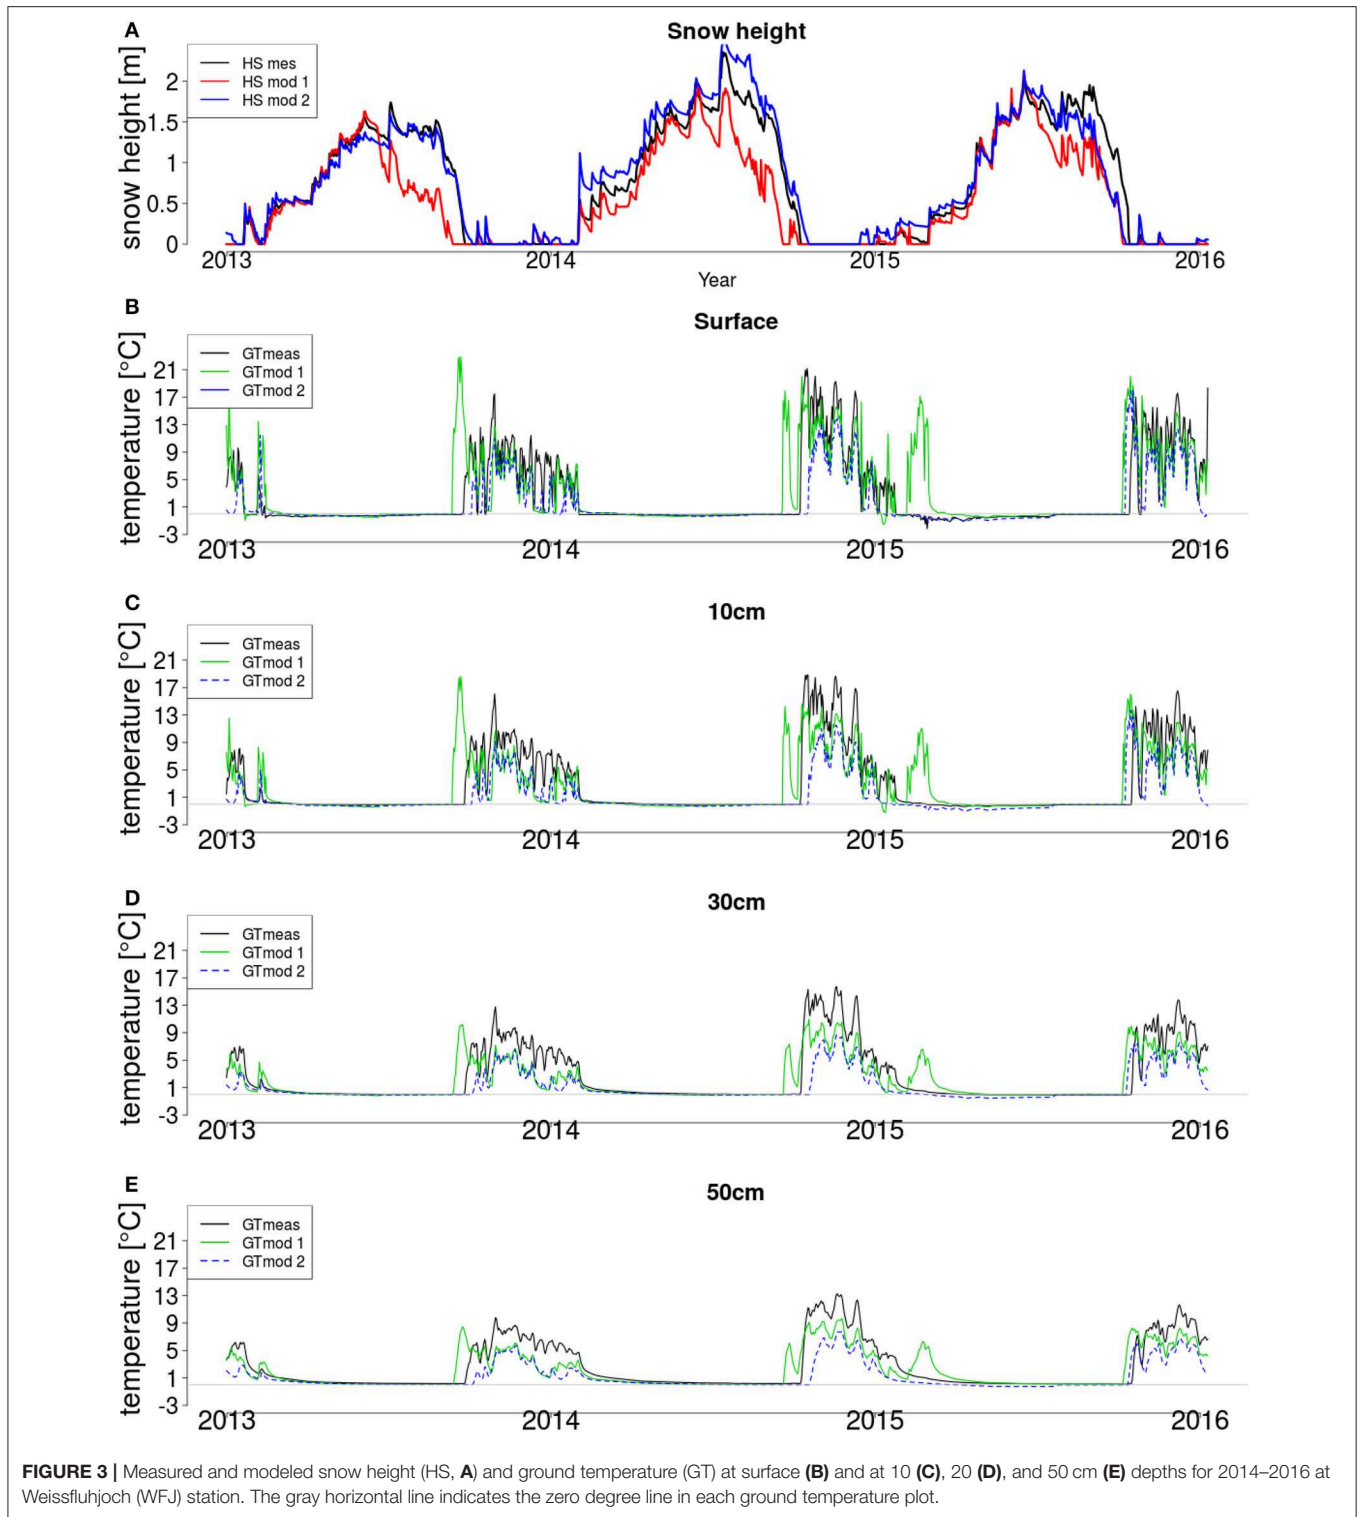 A
Snow height
snow height [m]
2
1.5
1
0.5
0
HS mes
HS mod 1
HS mod 2
2013
2014
2015
2016
Year
B
Surface
temperature [°C]
21
17
13
9
5
1
-3
GTmeas
GTmod 1
GTmod 2
2013
2014
2015
2016
C
10cm
temperature [°C]
21
17
13
9
5
1
-3
GTmeas
GTmod 1
GTmod 2
2013
2014
2015
2016
D
30cm
temperature [°C]
21
17
13
9
5
1
-3
GTmeas
GTmod 1
GTmod 2
2013
2014
2015
2016
E
50cm
temperature [°C]
21
17
13
9
5
1
-3
GTmeas
GTmod 1
GTmod 2
2013
2014
2015
2016
FIGURE 3 | Measured and modeled snow height (HS, A) and ground temperature (GT) at surface (B) and at 10 (C), 20 (D), and 50 cm (E) depths for 2014–2016 at
Weissfluhjoch (WFJ) station. The gray horizontal line indicates the zero degree line in each ground temperature plot.